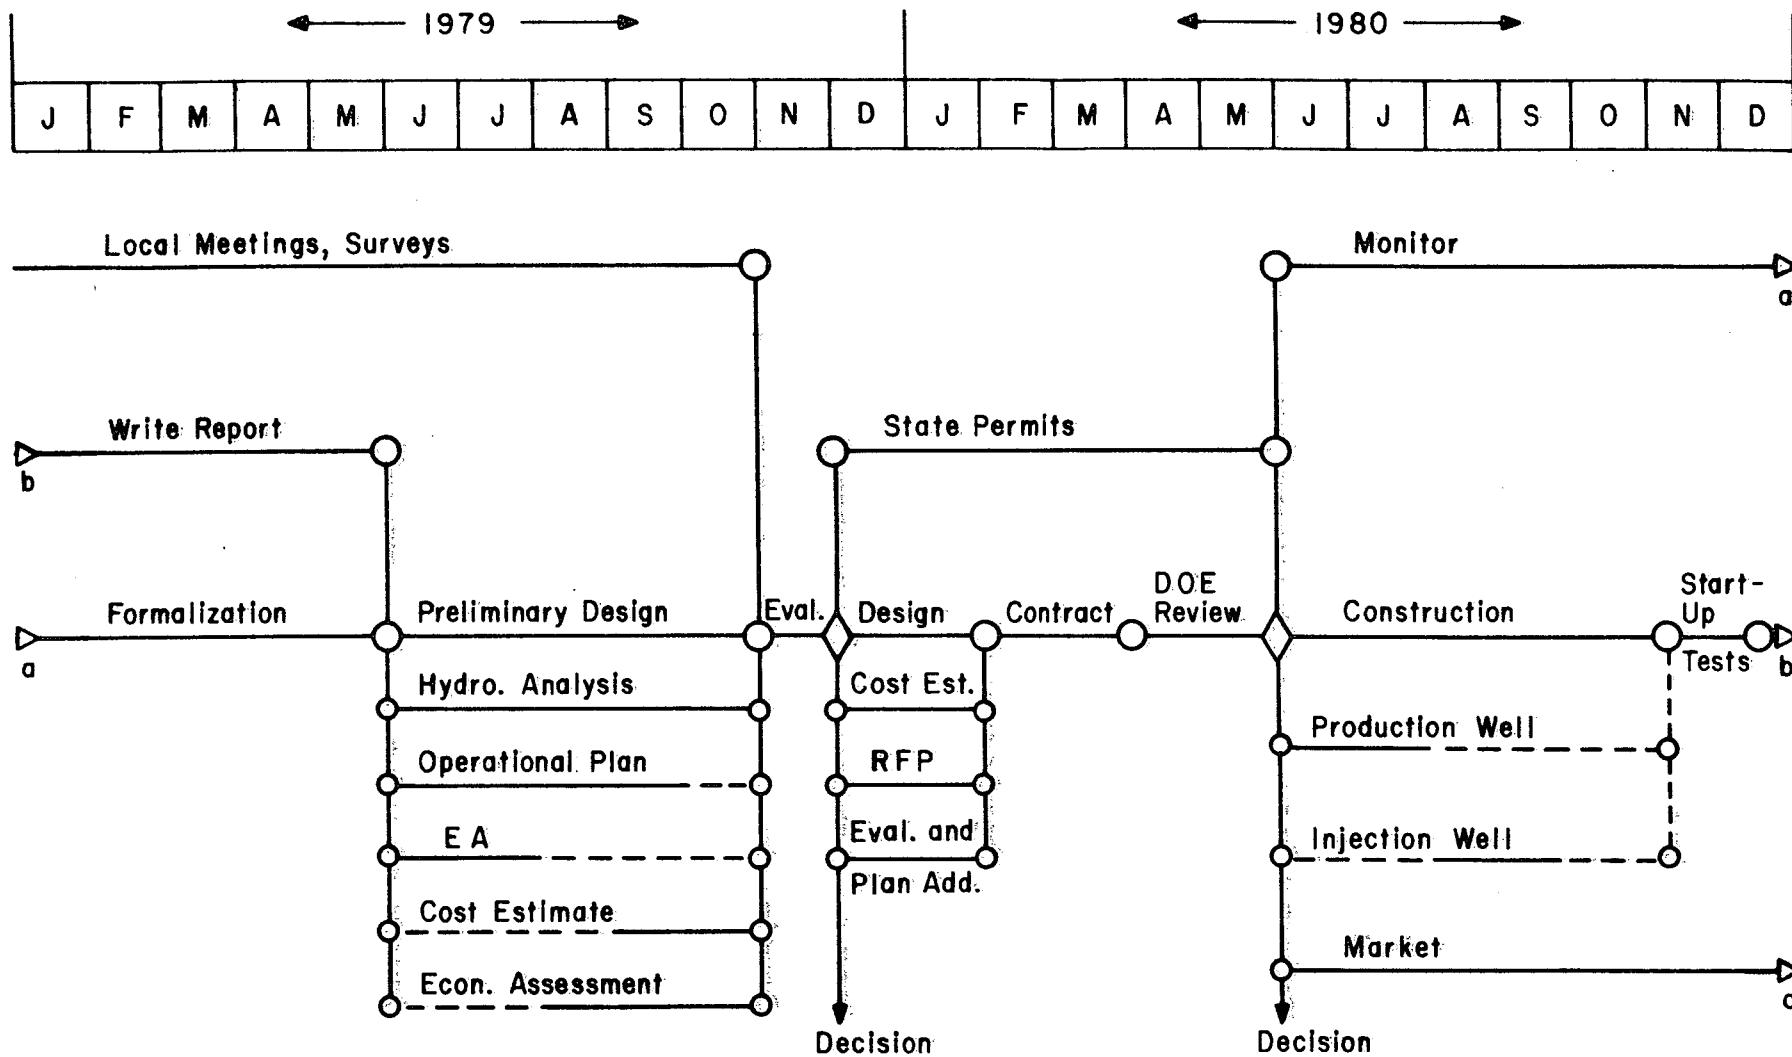 1979
1980
J F M A M J J A S O N D J F M A M J J A S O N D
Local Meetings, Surveys
Monitor
a
Write Report
State Permits
b
Formalization
Preliminary Design
Eval.
Design
Contract
DOE
Review
Construction
Start-
Up
Tests
a
b
Hydro. Analysis
Cost Est.
Production Well
Operational Plan
RFP
EA
Eval. and
Plan Add.
Injection Well
Cost Estimate
Market
Econ. Assessment
Decision
Decision